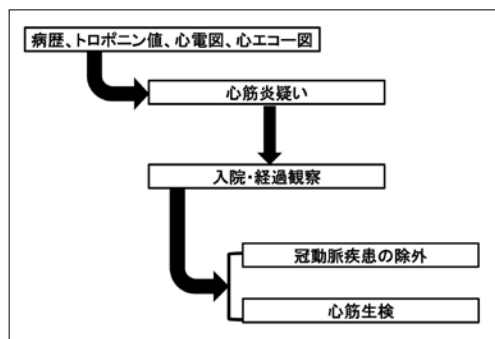 病歴、トロポニン値、心電図、心エコー図
心筋炎疑い
入院・経過観察
冠動脈疾患の除外
心筋生検